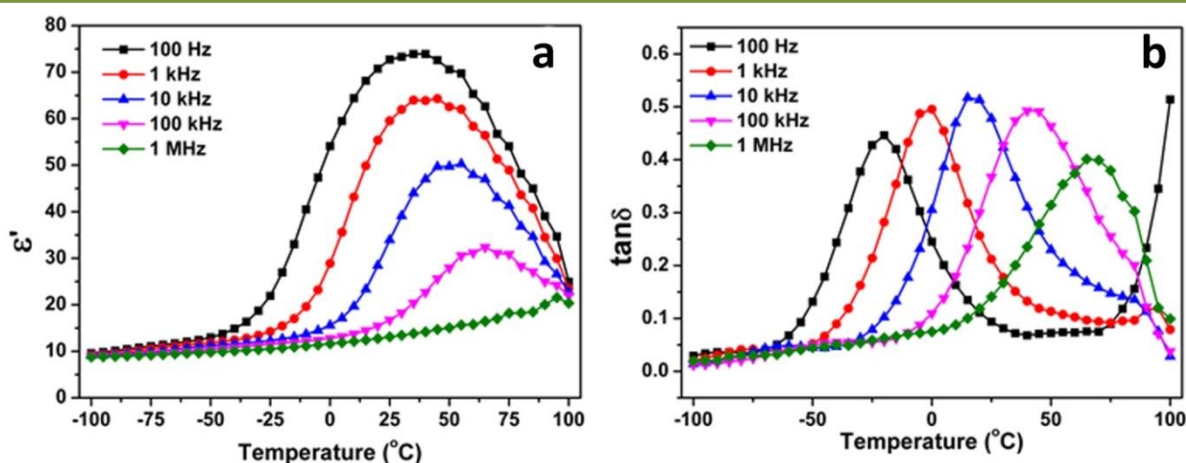 a
100 Hz
1 kHz
10 kHz
100 kHz
1 MHz
80
70
60
50
40
30
20
10
0
ε'
-100 -75 -50 -25 0 25 50 75 100
Temperature (°C)
b
100 Hz
1 kHz
10 kHz
100 kHz
1 MHz
0.6
0.5
0.4
0.3
0.2
0.1
0.0
tanδ
-100 -50 0 50 100
Temperature (°C)